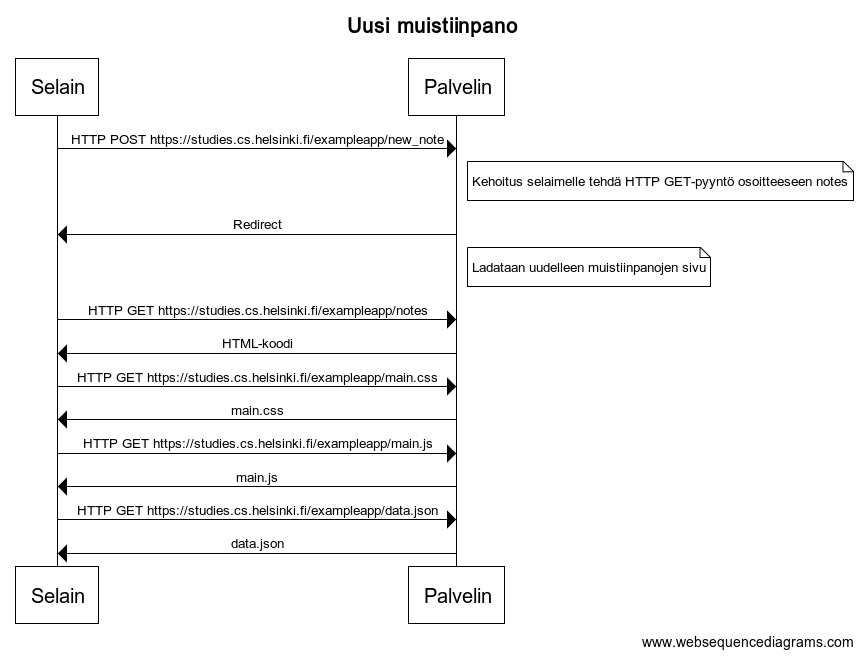 Uusi muistiinpano
Selain
Palvelin
HTTP POST https://studies.cs.helsinki.fi/exampleapp/new_note
Kehoitus selaimelle tehdä HTTP GET-pyyntö osoitteeseen notes
Redirect
Ladataan uudelleen muistiinpanojen sivu
HTTP GET https://studies.cs.helsinki.fi/exampleapp/notes
HTML-koodi
HTTP GET https://studies.cs.helsinki.fi/exampleapp/main.css
main.css
HTTP GET https://studies.cs.helsinki.fi/exampleapp/main.js
main.js
HTTP GET https://studies.cs.helsinki.fi/exampleapp/data.json
data.json
Selain
Palvelin
www.websequencediagrams.com